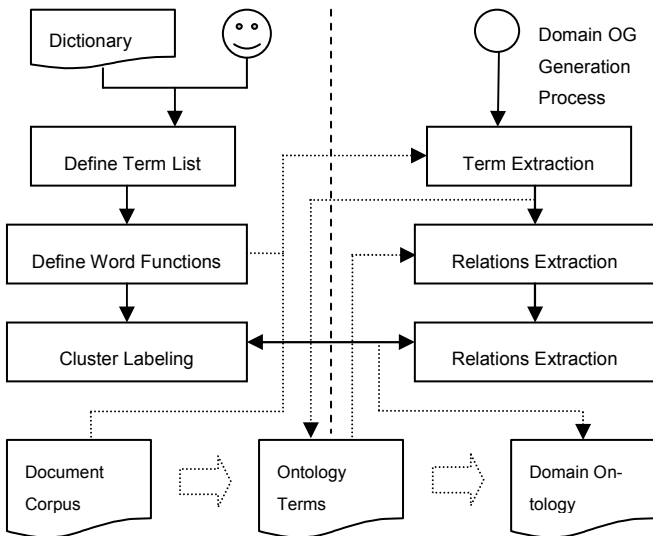 Dictionary
Domain OG
Generation
Process
Define Term List
Term Extraction
Define Word Functions
Relations Extraction
Cluster Labeling
Relations Extraction
Document
Corpus
Ontology
Terms
Domain On-
tology